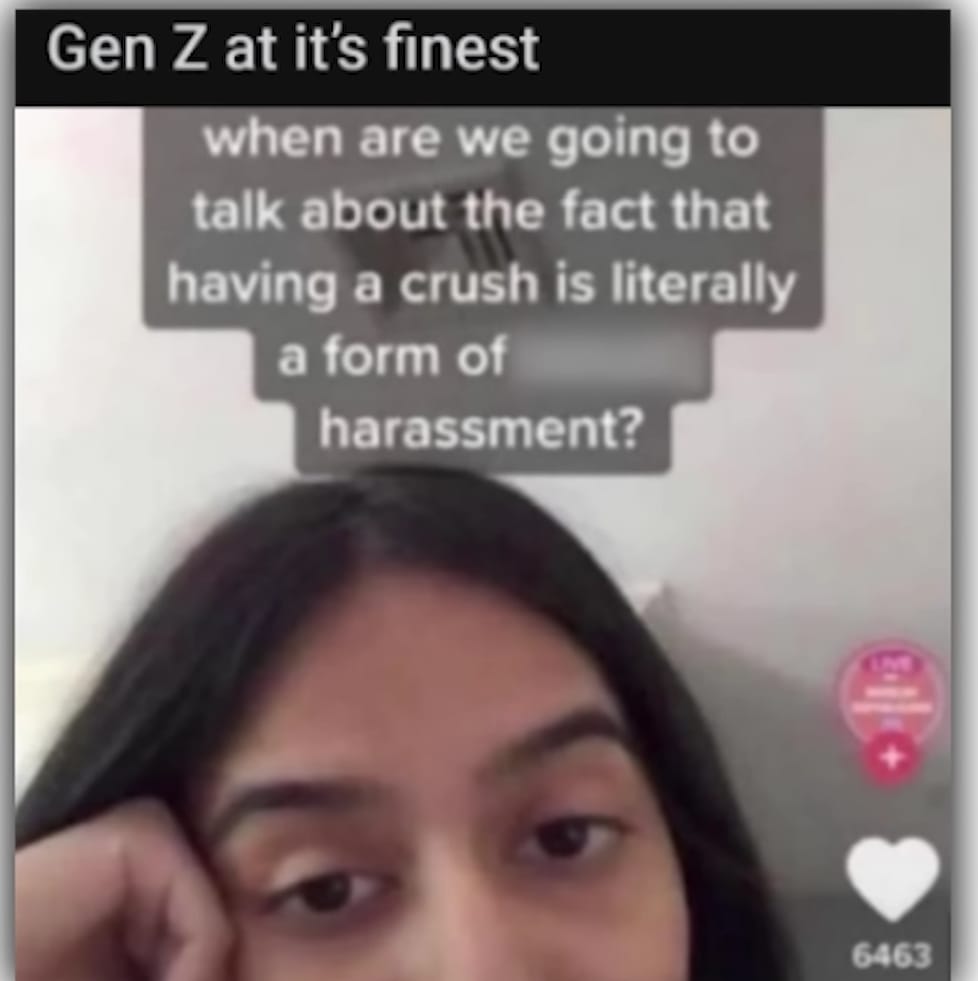 Gen Z at it’s finest
when are we going to
talk about the fact that
having a crush is literally
a form of
harassment?
LIVE
6463